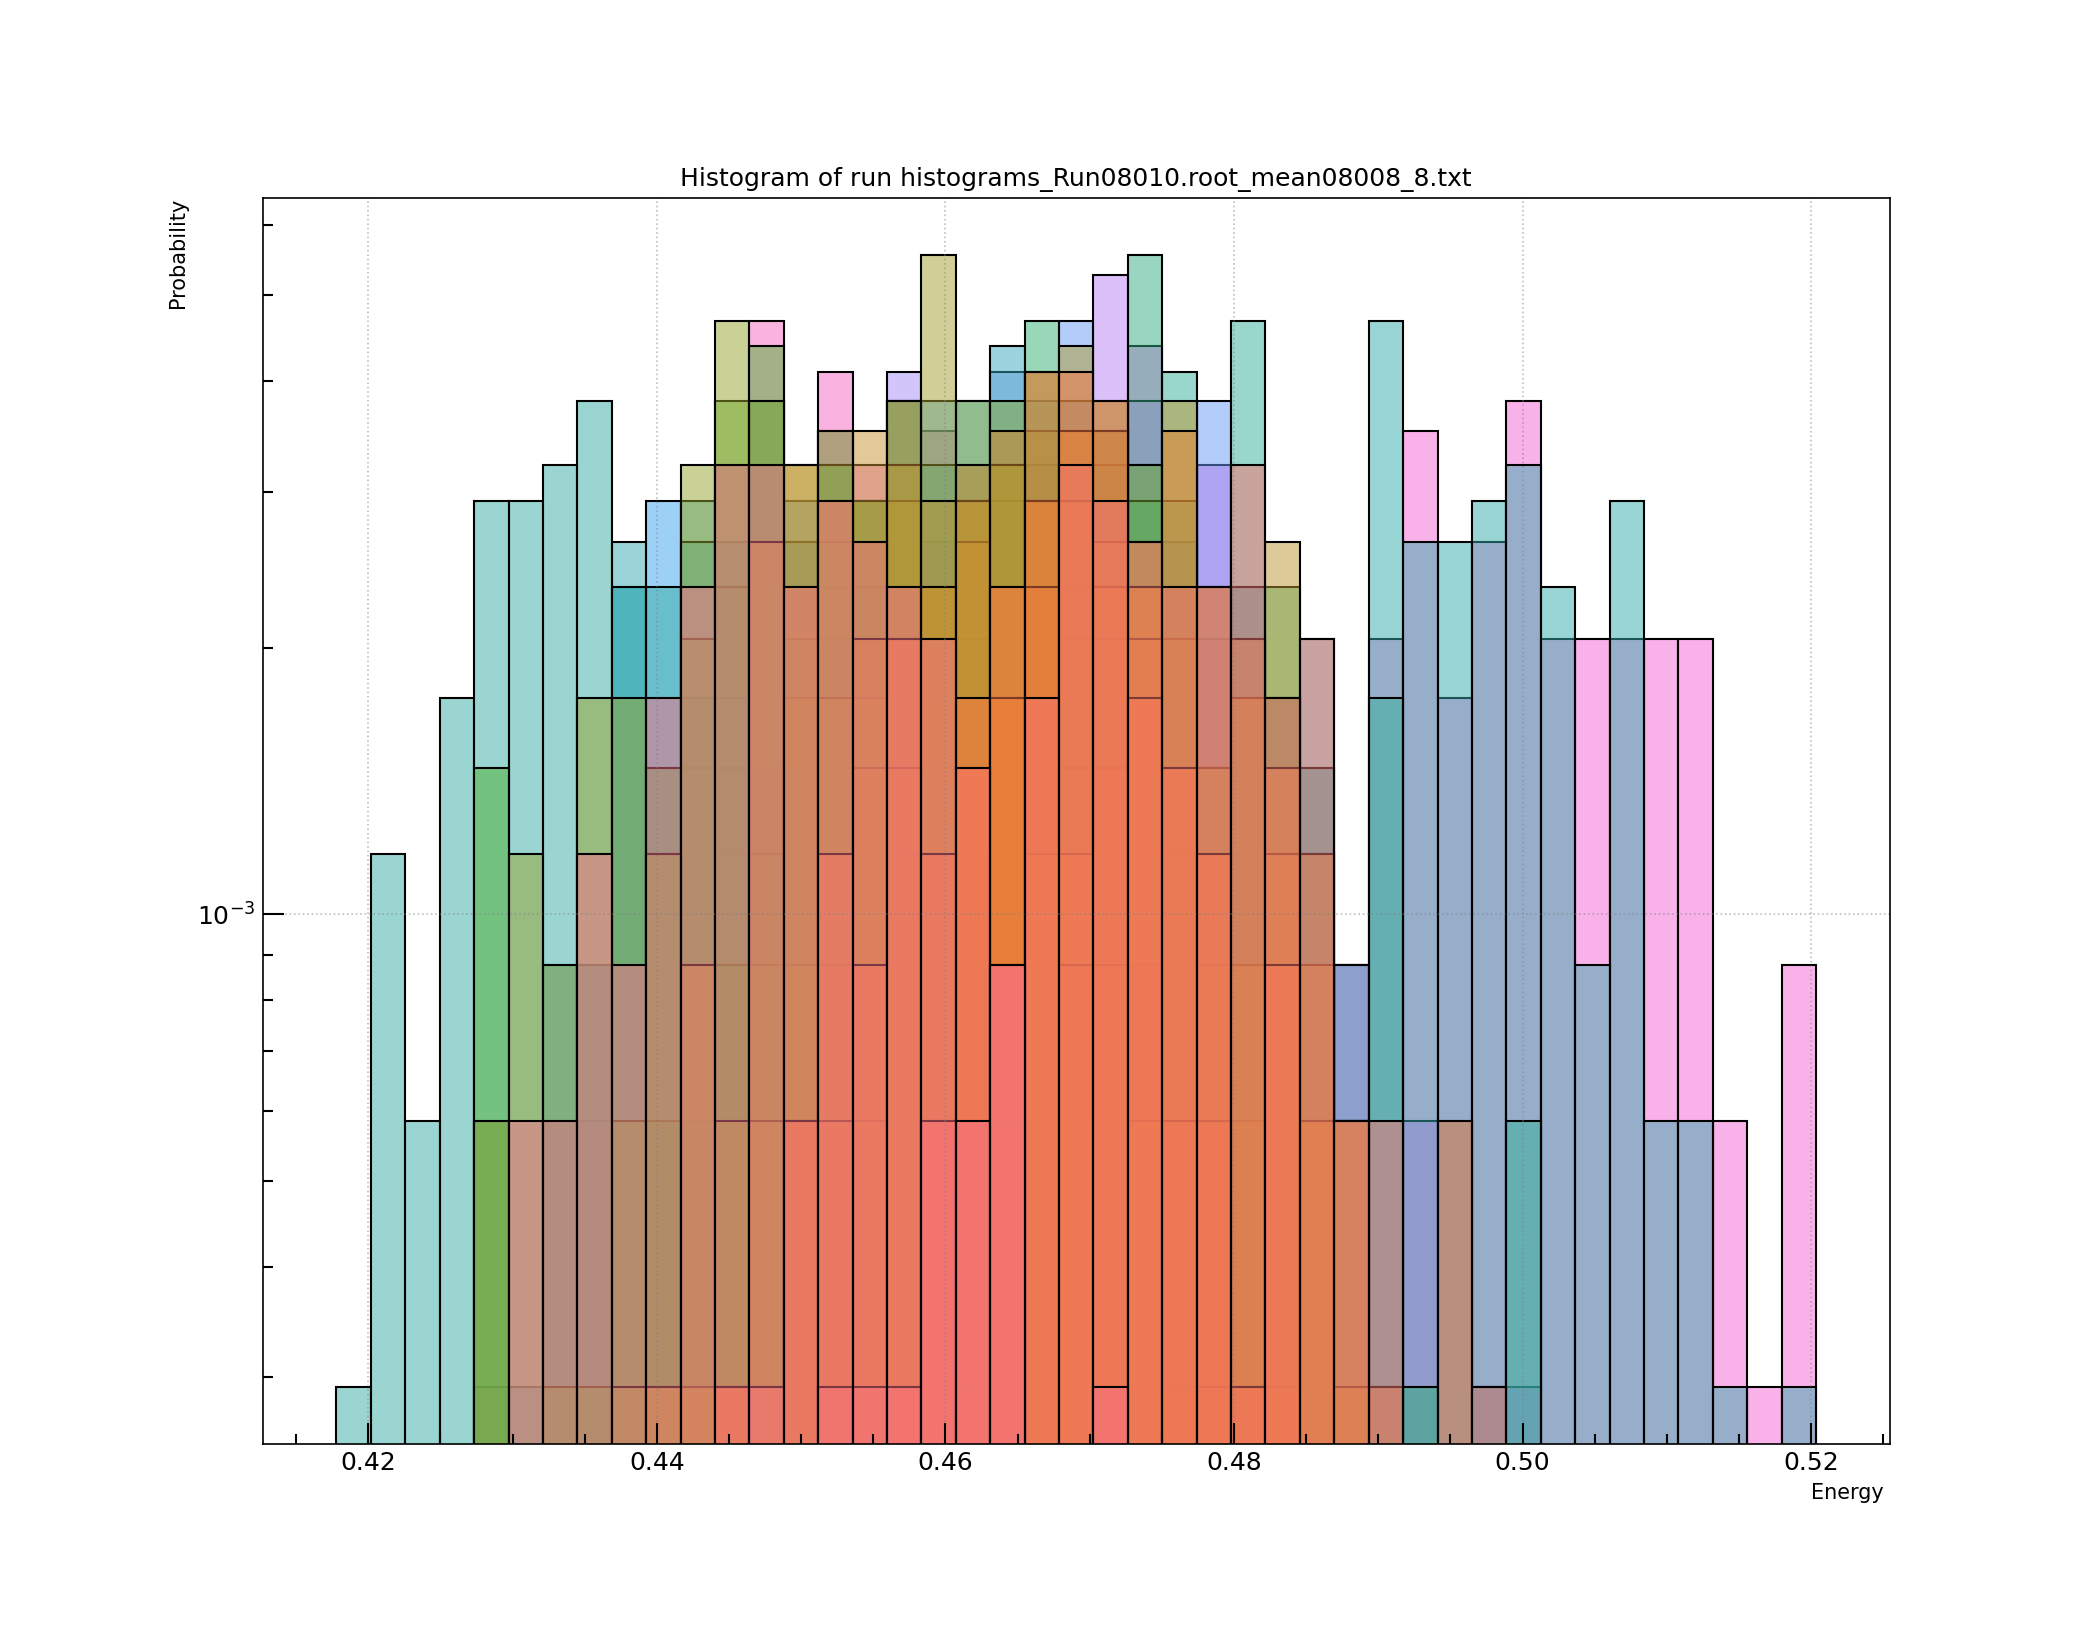 Histogram of run histograms_Run08010.root_mean08008_8.txt
Probability
10⁻³
0.42 0.44 0.46 0.48 0.50 0.52
Energy